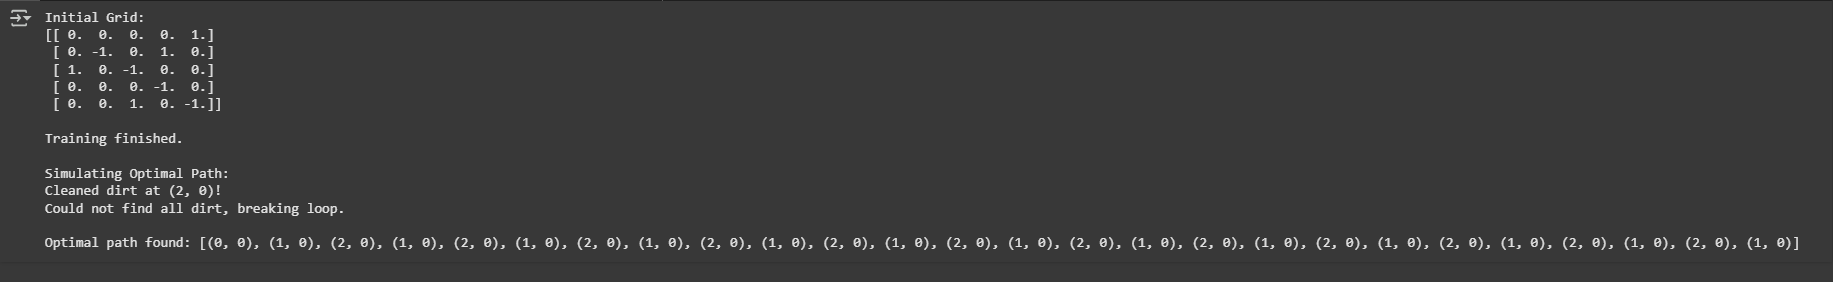 Initial Grid:
[[ 0.  0.  0.  0.  1.]
 [ 0. -1.  0.  1.  0.]
 [ 1.  0. -1.  0.  0.]
 [ 0.  0.  0. -1.  0.]
 [ 0.  0.  1.  0. -1.]]
Training finished.
Simulating Optimal Path:
Cleaned dirt at (2, 0)!
Could not find all dirt, breaking loop.
Optimal path found: [(0, 0), (1, 0), (2, 0), (1, 0), (2, 0), (1, 0), (2, 0), (1, 0), (2, 0), (1, 0), (2, 0), (1, 0), (2, 0), (1, 0), (2, 0), (1, 0), (2, 0), (1, 0), (2, 0), (1, 0), (2, 0), (1, 0), (2, 0), (1, 0), (2, 0), (1, 0)]